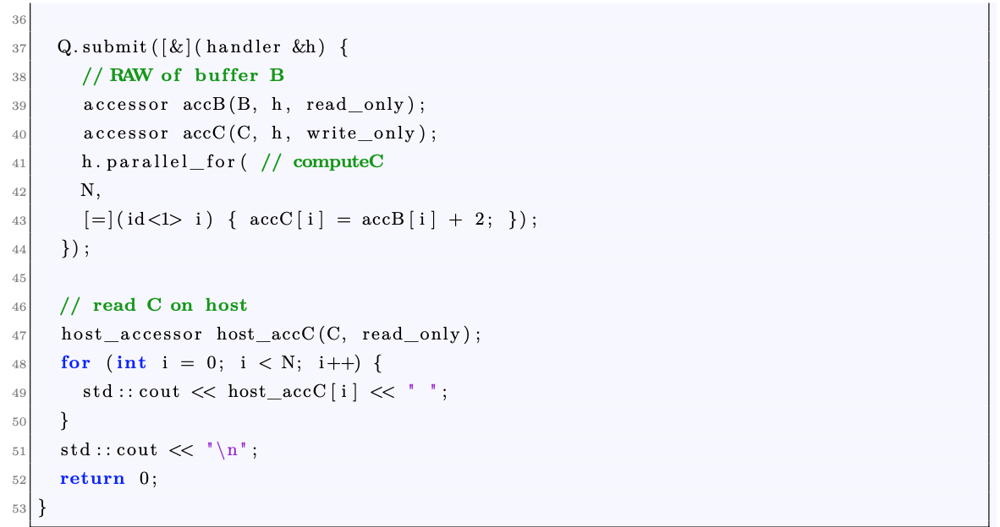 36
37 Q.submit([&](handler &h) {
38 // RAW of buffer B
39 accessor accB(B, h, read_only);
40 accessor accC(C, h, write_only);
41 h.parallel_for( // computeC
42 N,
43 [=](id<1> i) { accC[i] = accB[i] + 2; });
44 });
45
46 // read C on host
47 host_accessor host_accC(C, read_only);
48 for (int i = 0; i < N; i++) {
49 std::cout << host_accC[i] << " ";
50 }
51 std::cout << "\n";
52 return 0;
53 }